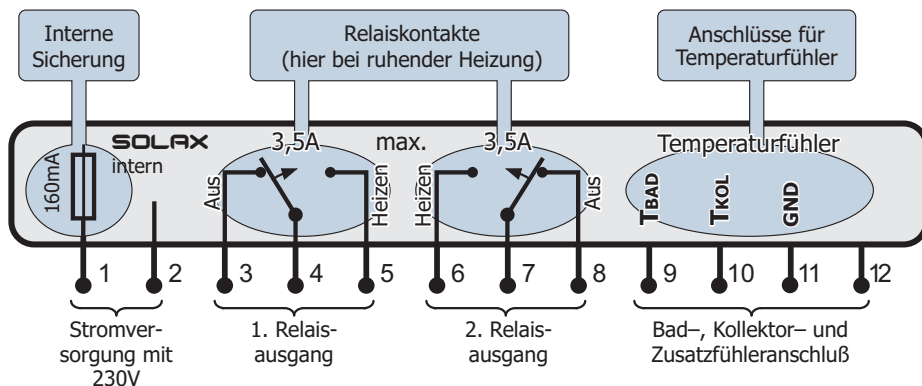 Interne
Sicherung
Relaiskontakte
(hier bei ruhender Heizung)
Anschlüsse für
Temperaturfühler
SOLAX
intern
160mA
3,5A
max.
3,5A
Temperaturfühler
Aus
Heizen
Heizen
Aus
TBAD
TKOL
GND
1
2
3
4
5
6
7
8
9
10
11
12
Stromver-
sorgung mit
230V
1. Relais-
ausgang
2. Relais-
ausgang
Bad–, Kollektor– und
Zusatzfühleranschluß